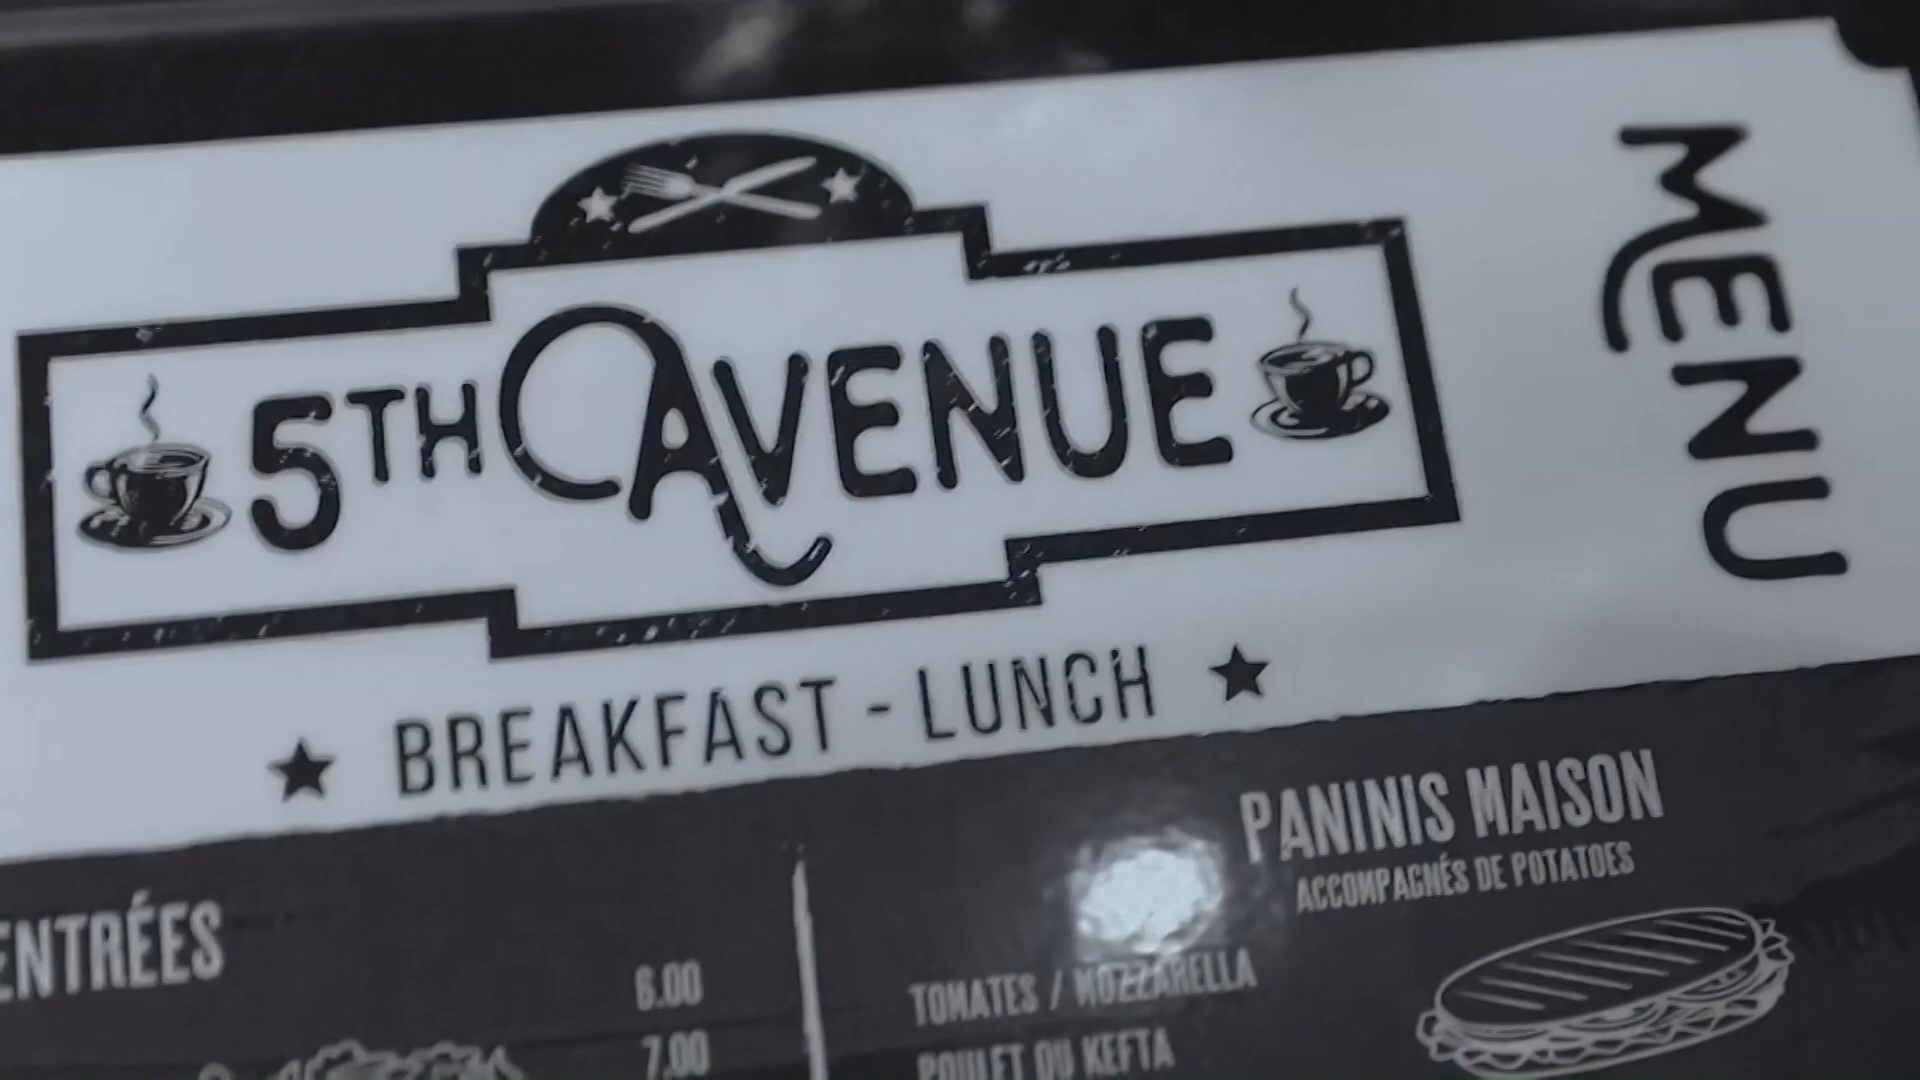 5TH AVENUE
MENU
BREAKFAST - LUNCH
ENTRÉES
6.00
7.00
PANINIS MAISON
ACCOMPAGNÉS DE POTATOES
TOMATES / MOZZARELLA
POULET OU KEFTA